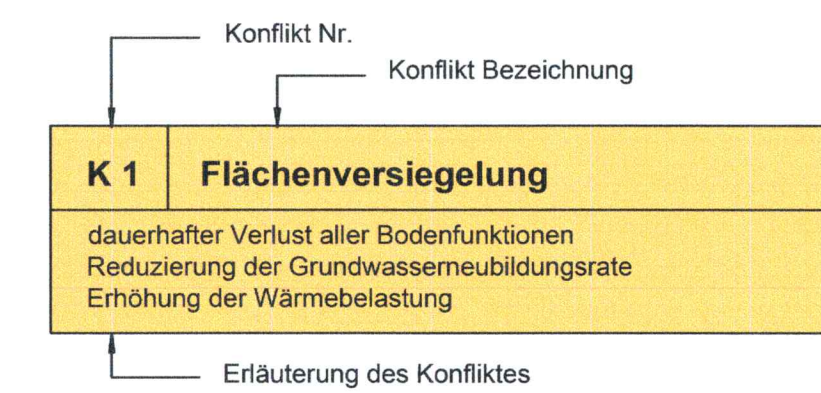 Konflikt Nr.
Konflikt Bezeichnung
K 1 Flächenversiegelung
dauerhafter Verlust aller Bodenfunktionen
Reduzierung der Grundwasserneubildungsrate
Erhöhung der Wärmebelastung
Erläuterung des Konfliktes